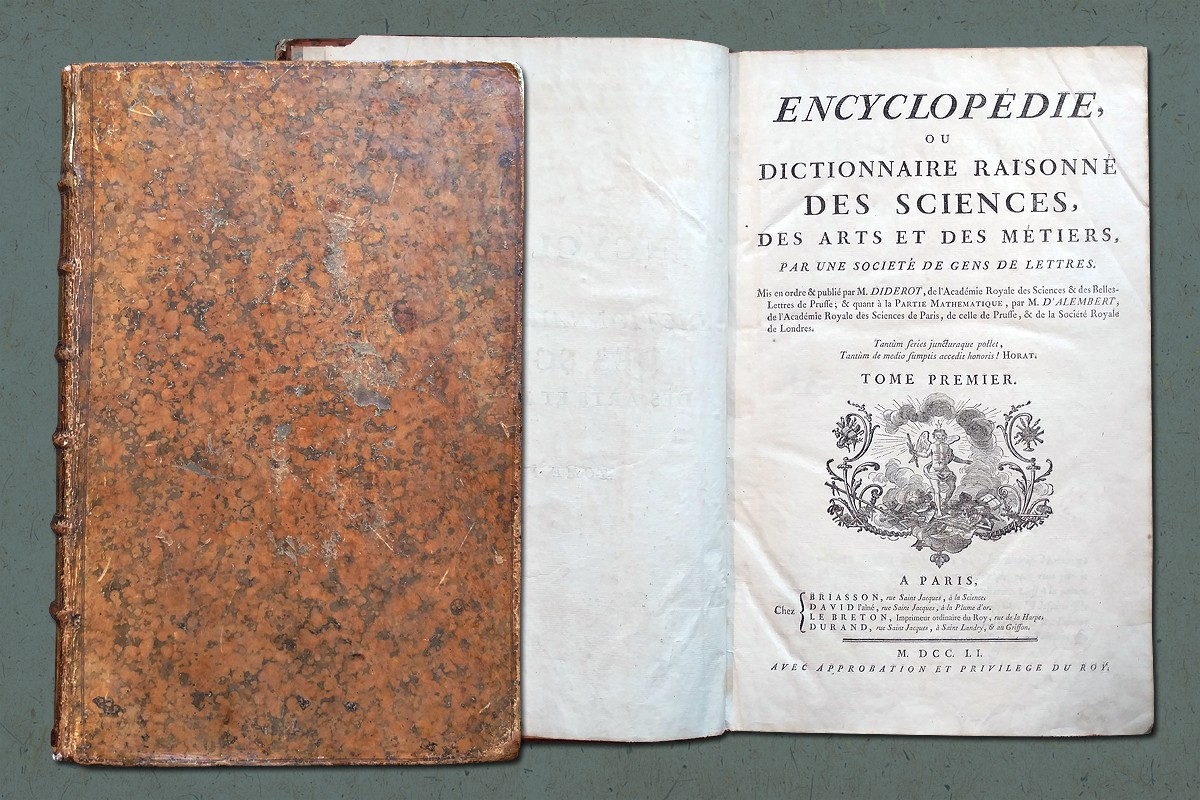 ENCYCLOPÉDIE,
OU
DICTIONNAIRE RAISONNÉ
DES SCIENCES,
DES ARTS ET DES MÉTIERS,
PAR UNE SOCIETÉ DE GENS DE LETTRES.
Mis en ordre & publié par M. DIDEROT, de l'Académie Royale des Sciences & des Belles-
Lettres de Prusse; & quant à la PARTIE MATHEMATIQUE, par M. D'ALEMBERT,
de l'Académie Royale des Sciences de Paris, de celle de Prusse, & de la Société Royale
de Londres.
Tantùm series juncturaque pollet,
Tantùm de medio sumptis accedit honoris! HORAT.
TOME PREMIER.
A PARIS,
Chez
BRIASSON, rue Saint Jacques, à la Science.
DAVID l'aîné, rue Saint Jacques, à la Plume d'or.
LE BRETON, Imprimeur ordinaire du Roy, rue de la Harpe.
DURAND, rue Saint Jacques, à Saint Landry, & au Griffon.
M. DCC. LI.
AVEC APPROBATION ET PRIVILEGE DU ROY.